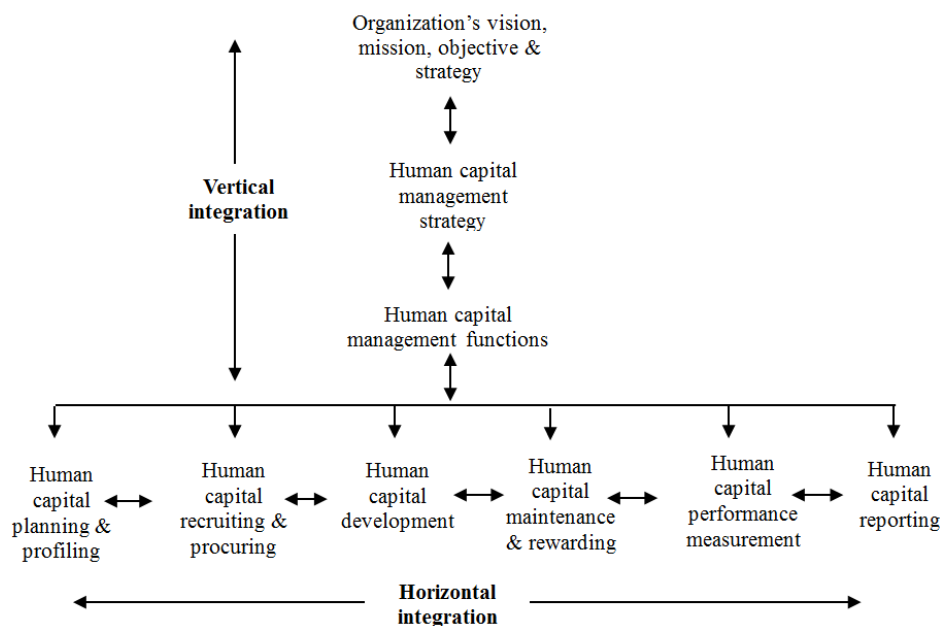 Organization’s vision,
mission, objective &
strategy
Human capital
management
strategy
Vertical
integration
Human capital
management functions
Human
capital
planning &
profiling
Human
capital
recruiting &
procuring
Human
capital
development
Human
capital
maintenance
& rewarding
Human
capital
performance
measurement
Human
capital
reporting
Horizontal
integration